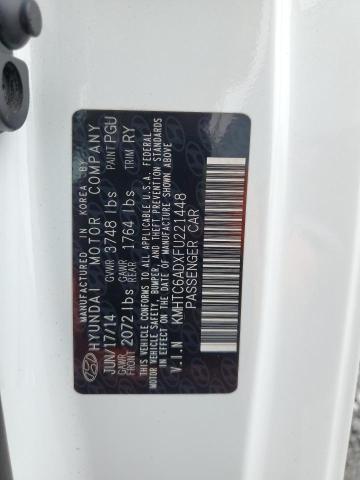 MANUFACTURED IN KOREA BY
HYUNDAI MOTOR COMPANY
JUN/17/14 GVWR 3748 lbs PAINT PGU
GAWR FRONT 2072 lbs GAWR REAR 1764 lbs TRIM RY
THIS VEHICLE CONFORMS TO ALL APPLICABLE U.S.A. FEDERAL
MOTOR VEHICLE SAFETY, BUMPER, AND THEFT PREVENTION STANDARDS
IN EFFECT ON THE DATE OF MANUFACTURE SHOWN ABOVE
V.I.N KMHTC6ADXFU221448
PASSENGER CAR